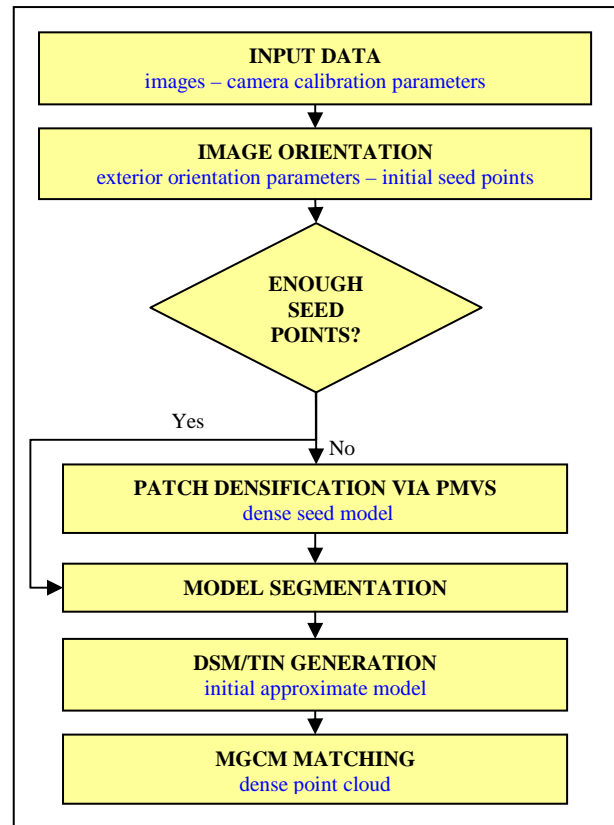 INPUT DATA
images – camera calibration parameters
IMAGE ORIENTATION
exterior orientation parameters – initial seed points
ENOUGH
SEED
POINTS?
Yes
No
PATCH DENSIFICATION VIA PMVS
dense seed model
MODEL SEGMENTATION
DSM/TIN GENERATION
initial approximate model
MGCM MATCHING
dense point cloud